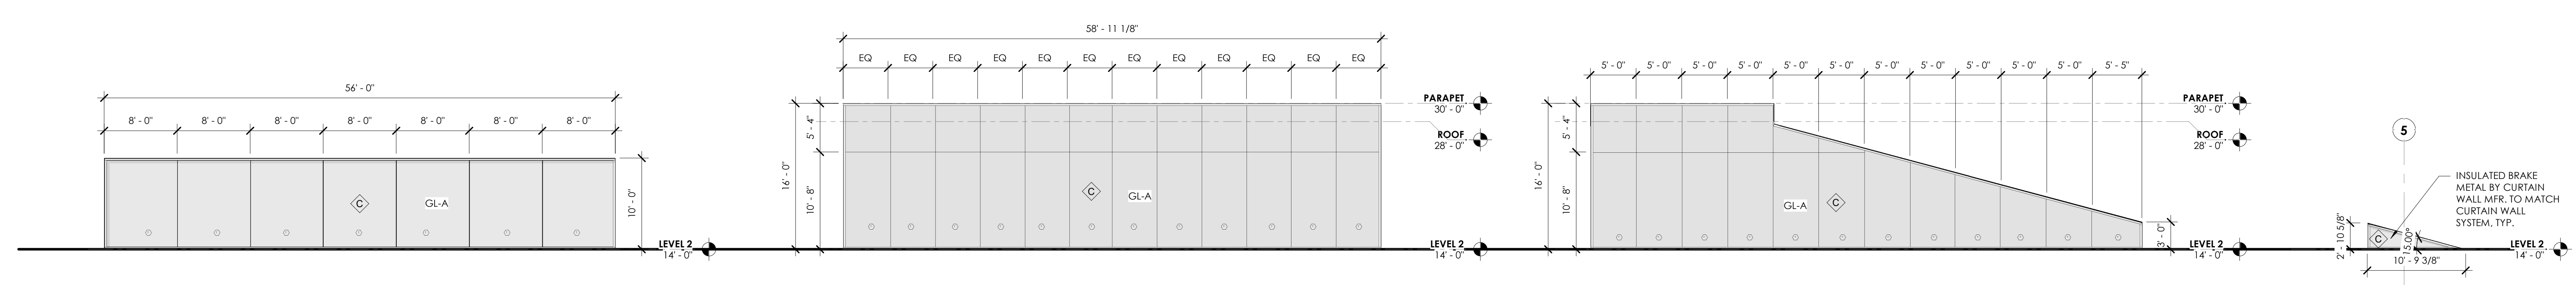 56' - 0"
8' - 0" 8' - 0" 8' - 0" 8' - 0" 8' - 0" 8' - 0" 8' - 0"
C
GL-A
10' - 0"
LEVEL 2
14' - 0"
58' - 11 1/8"
EQ EQ EQ EQ EQ EQ EQ EQ EQ EQ EQ EQ
PARAPET
30' - 0"
ROOF
28' - 0"
5' - 4"
16' - 0"
10' - 8"
C
GL-A
LEVEL 2
14' - 0"
5' - 0" 5' - 0" 5' - 0" 5' - 0" 5' - 0" 5' - 0" 5' - 0" 5' - 0" 5' - 0" 5' - 0" 5' - 0" 5' - 5"
PARAPET
30' - 0"
ROOF
28' - 0"
5' - 4"
16' - 0"
10' - 8"
GL-A
C
3' - 0"
LEVEL 2
14' - 0"
5
INSULATED BRAKE
METAL BY CURTAIN
WALL MFR. TO MATCH
CURTAIN WALL
SYSTEM, TYP.
2' - 10 5/8"
C
15.00°
10' - 9 3/8"
LEVEL 2
14' - 0"